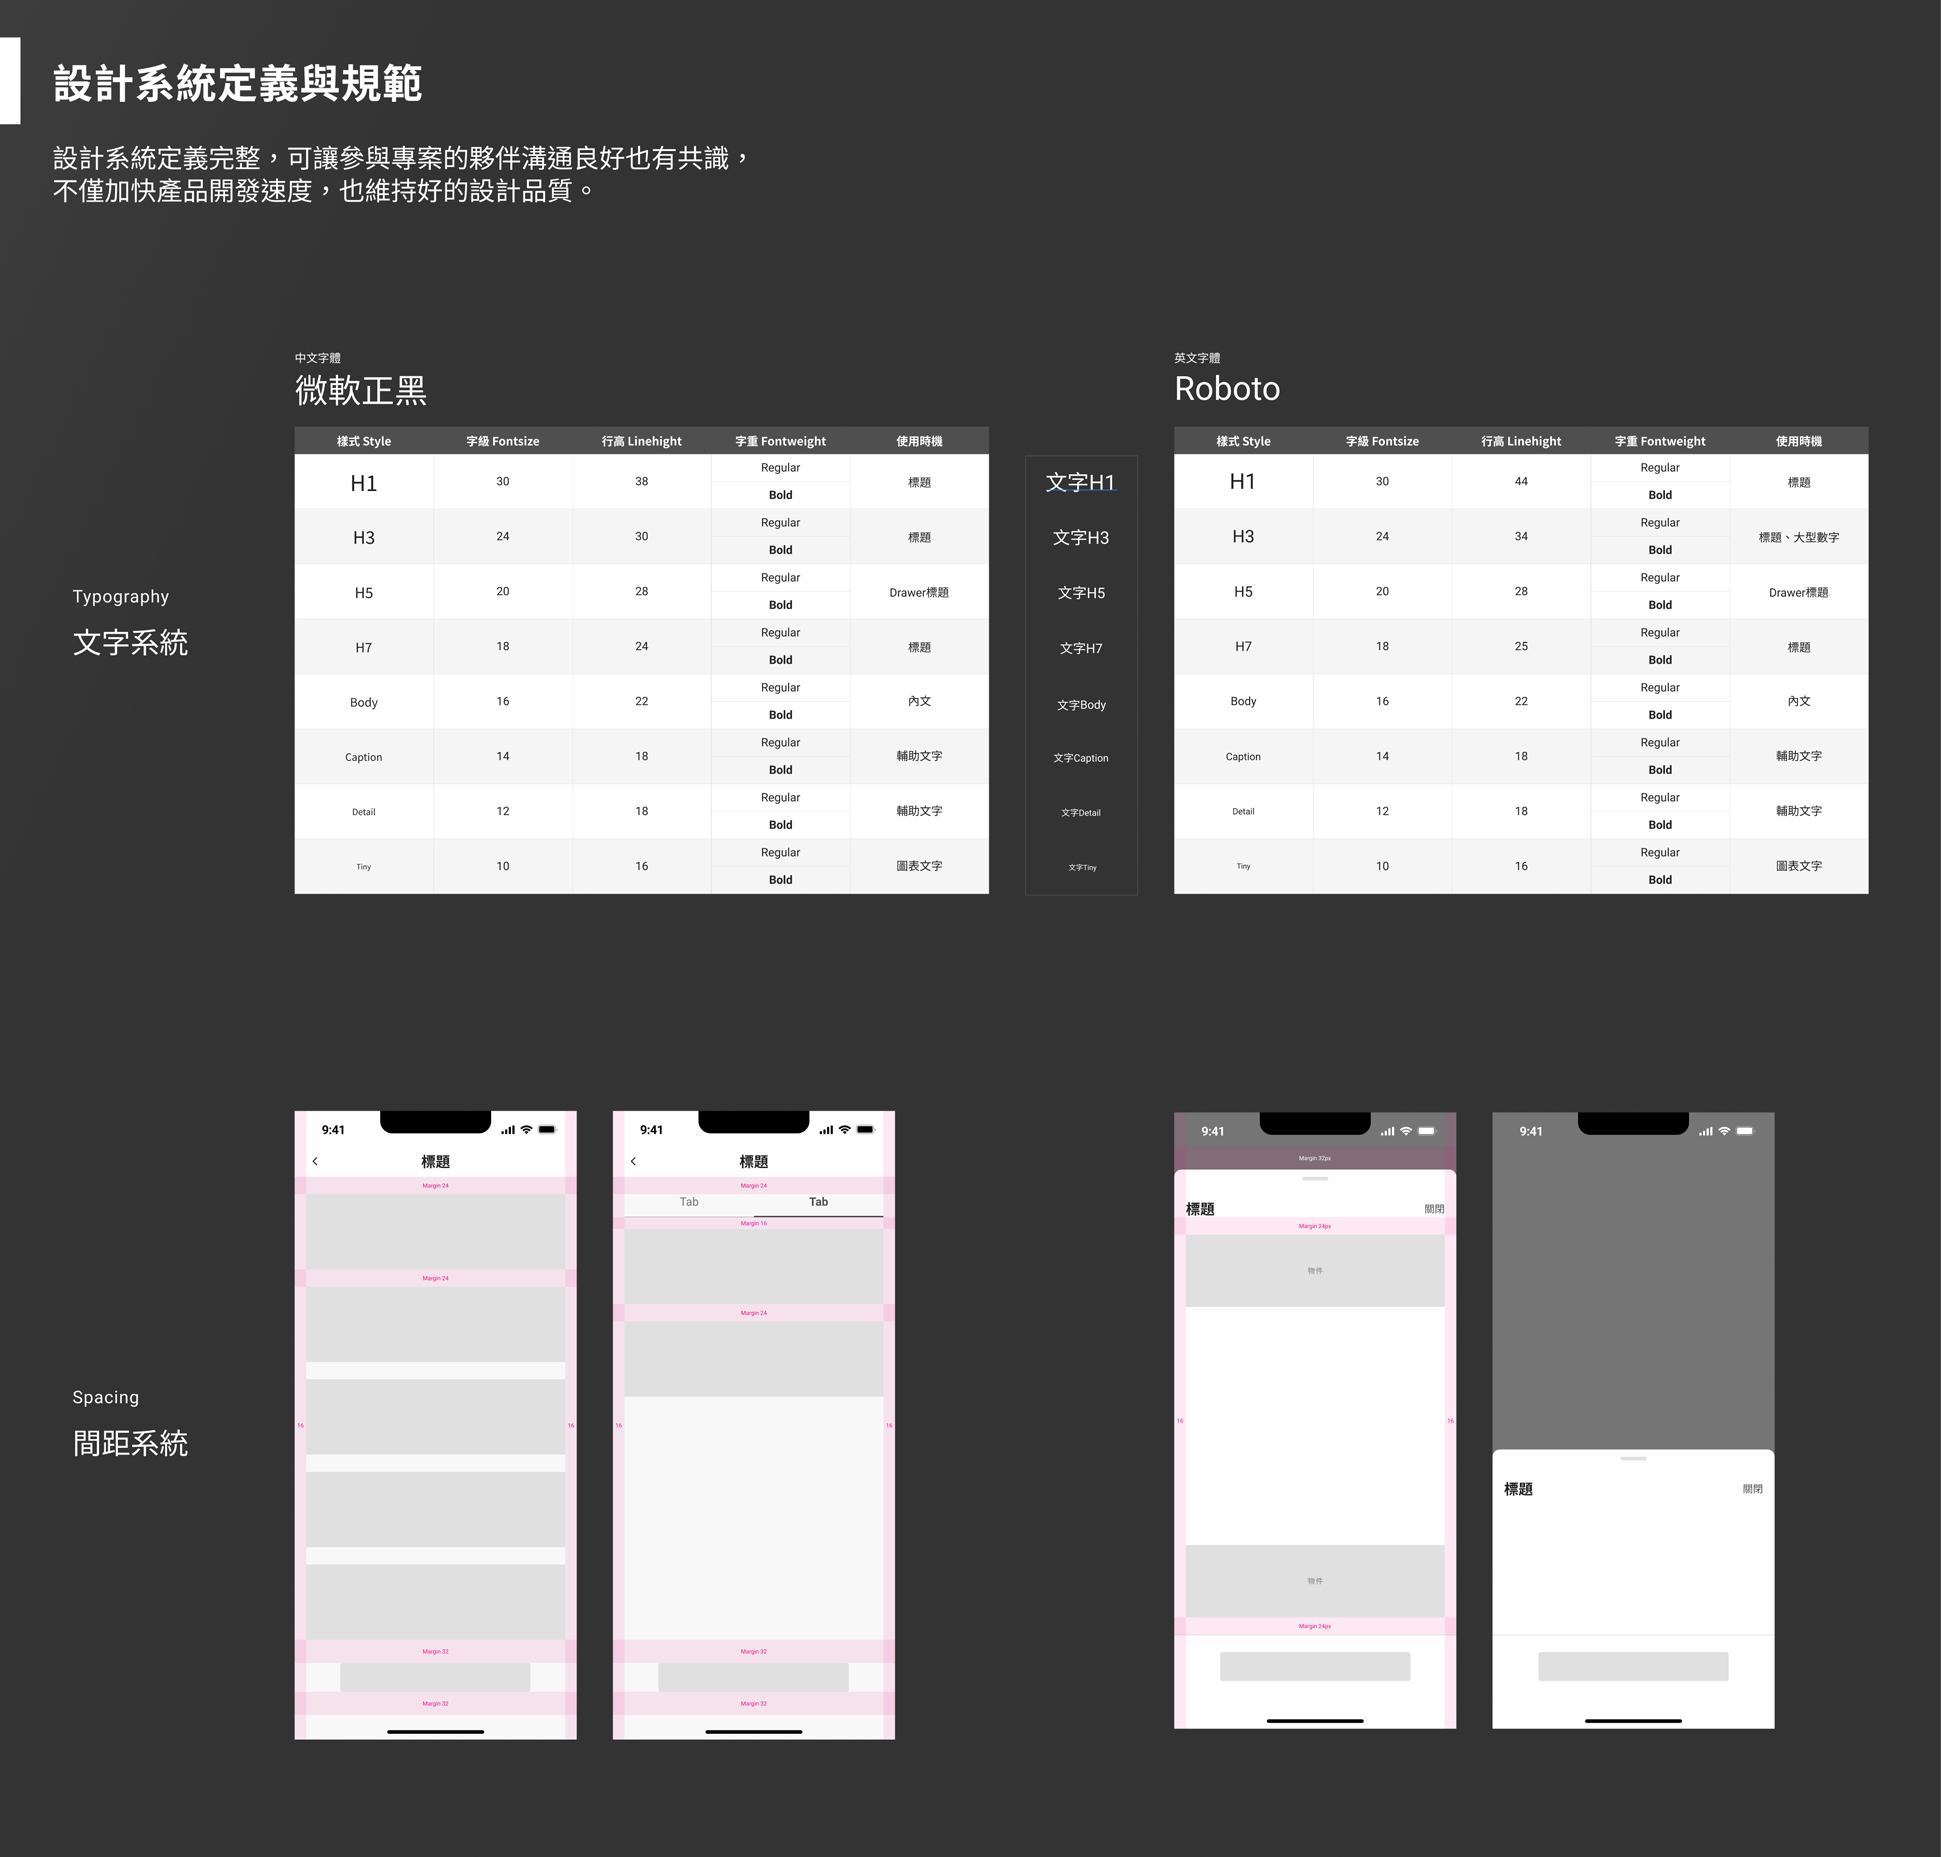 設計系統定義與規範
設計系統定義完整，可讓參與專案的夥伴溝通良好也有共識，
不僅加快產品開發速度，也維持好的設計品質。
Typography
文字系統
中文字體
微軟正黑
樣式 Style 字級 Fontsize 行高 Linehight 字重 Fontweight 使用時機
H1 30 38 Regular Bold 標題
H3 24 30 Regular Bold 標題
H5 20 28 Regular Bold Drawer標題
H7 18 24 Regular Bold 標題
Body 16 22 Regular Bold 內文
Caption 14 18 Regular Bold 輔助文字
Detail 12 18 Regular Bold 輔助文字
Tiny 10 16 Regular Bold 圖表文字
文字H1
文字H3
文字H5
文字H7
文字Body
文字Caption
文字Detail
文字Tiny
英文字體
Roboto
樣式 Style 字級 Fontsize 行高 Linehight 字重 Fontweight 使用時機
H1 30 44 Regular Bold 標題
H3 24 34 Regular Bold 標題、大型數字
H5 20 28 Regular Bold Drawer標題
H7 18 25 Regular Bold 標題
Body 16 22 Regular Bold 內文
Caption 14 18 Regular Bold 輔助文字
Detail 12 18 Regular Bold 輔助文字
Tiny 10 16 Regular Bold 圖表文字
Spacing
間距系統
9:41
標題
Margin 24
Margin 24
16 16
Margin 32
Margin 32
9:41
標題
Margin 24
Tab Tab
Margin 16
Margin 24
16 16
Margin 32
Margin 32
9:41
Margin 32px
標題 關閉
Margin 24px
物件
16 16
物件
Margin 24px
9:41
標題 關閉